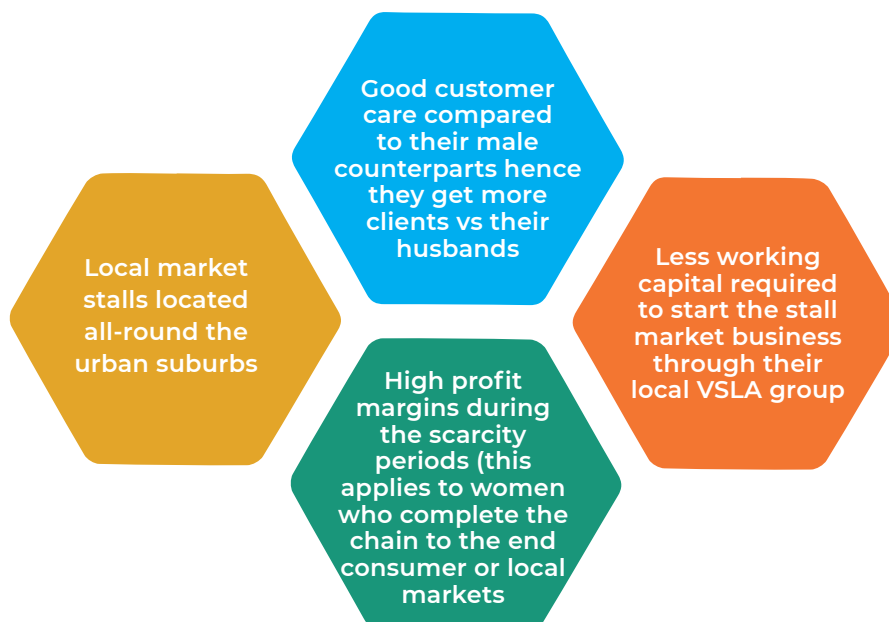 Good customer
care compared
to their male
counterparts hence
they get more
clients vs their
husbands
Local market
stalls located
all-round the
urban suburbs
Less working
capital required
to start the stall
market business
through their
local VSLA group
High profit
margins during
the scarcity
periods (this
applies to women
who complete the
chain to the end
consumer or local
markets